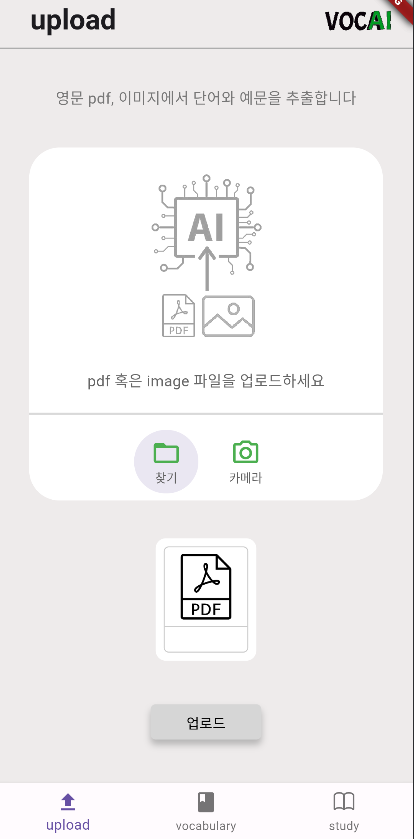 upload
VOCAI
영문 pdf, 이미지에서 단어와 예문을 추출합니다
AI
PDF
pdf 혹은 image 파일을 업로드하세요
찾기
카메라
PDF
업로드
upload
vocabulary
study